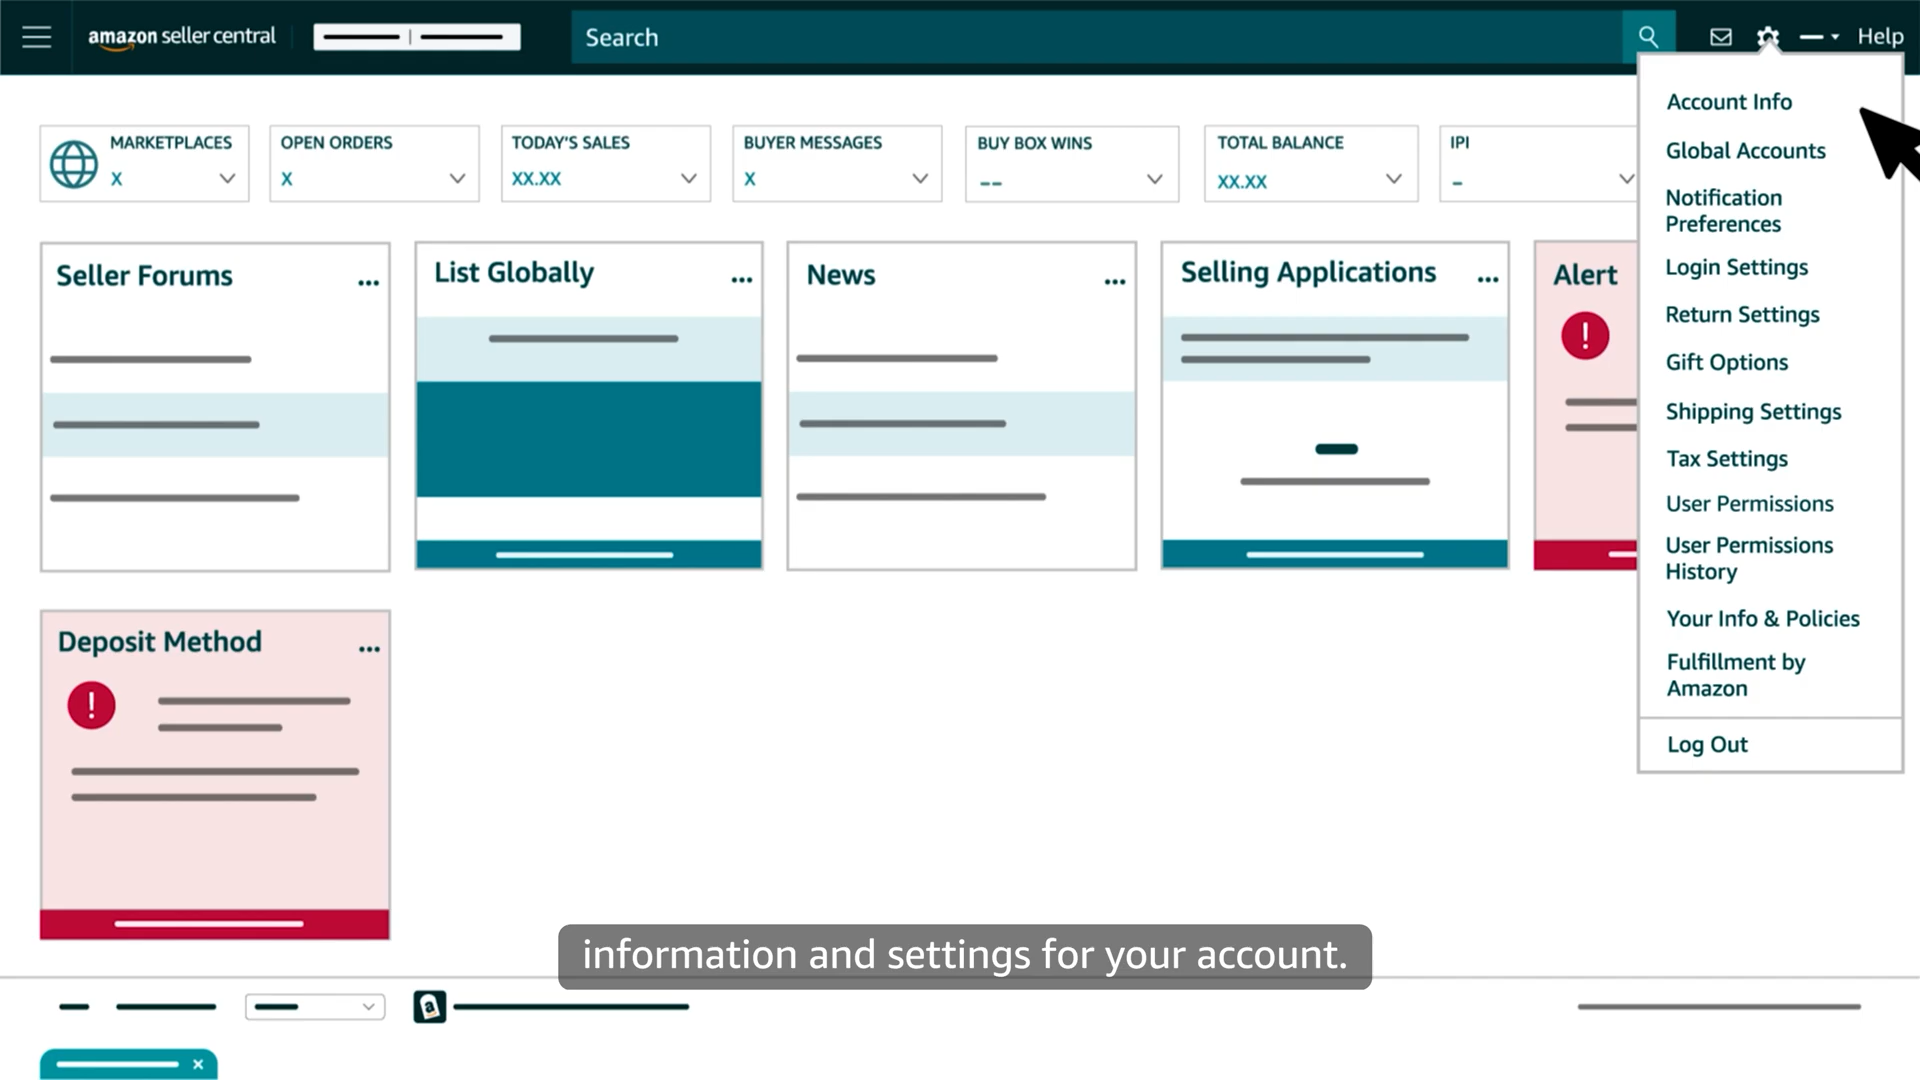 amazon seller central
Search
Help
MARKETPLACES
X
OPEN ORDERS
X
TODAY'S SALES
XX.XX
BUYER MESSAGES
X
BUY BOX WINS
--
TOTAL BALANCE
XX.XX
IPI
-
Seller Forums ...
List Globally ...
News ...
Selling Applications ...
Alert
!
Account Info
Global Accounts
Notification
Preferences
Login Settings
Return Settings
Gift Options
Shipping Settings
Tax Settings
User Permissions
User Permissions
History
Your Info & Policies
Fulfillment by
Amazon
Log Out
Deposit Method ...
!
information and settings for your account.
a
x